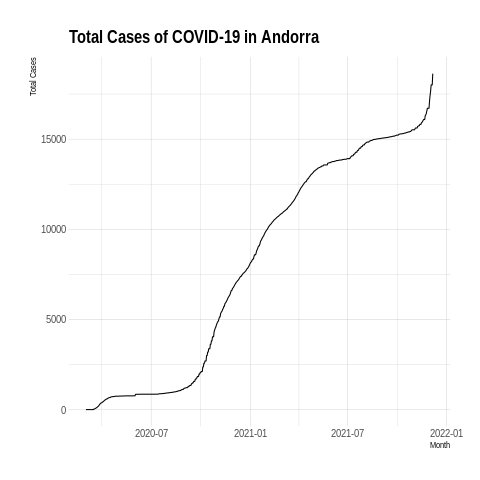 Total Cases of COVID-19 in Andorra
Total Cases
15000
10000
5000
0
2020-07 2021-01 2021-07 2022-01
Month